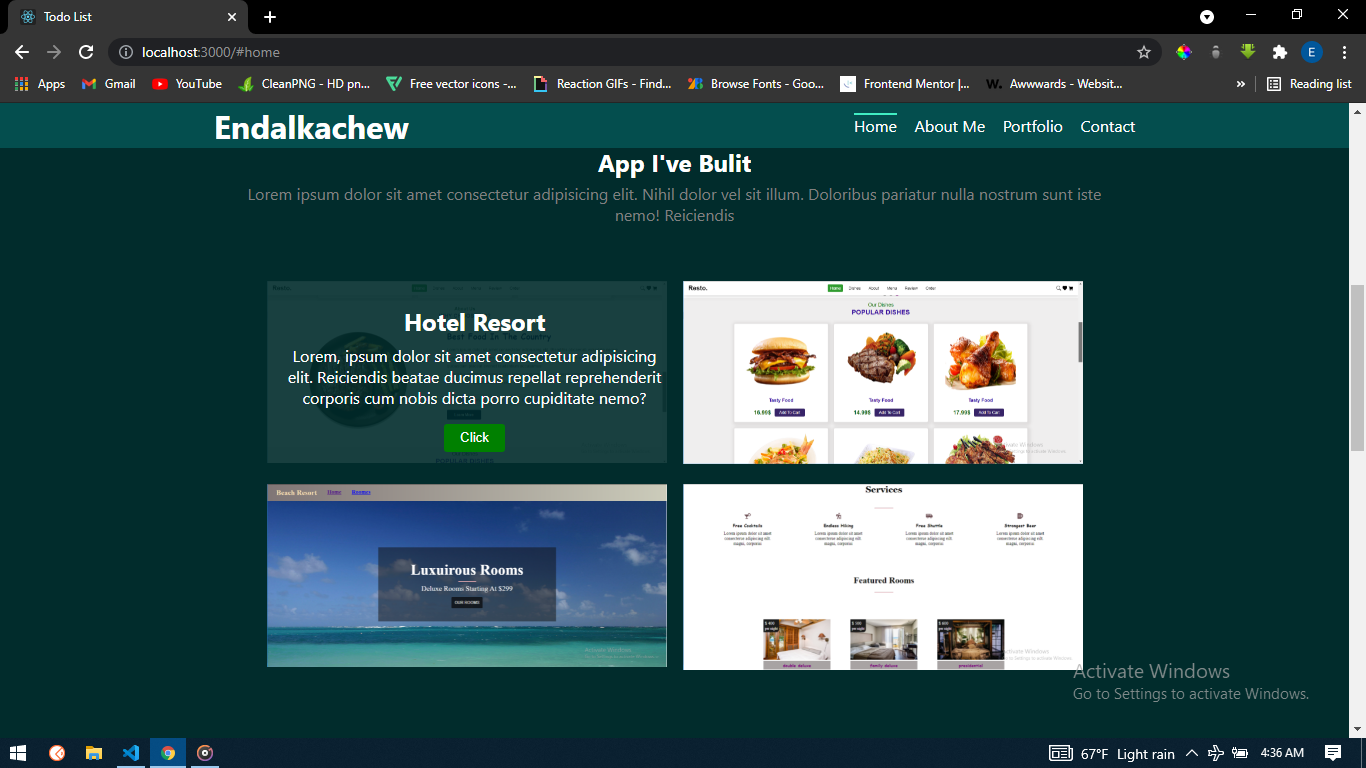 Todo List
localhost:3000/#home
E
Apps
Gmail
YouTube
CleanPNG - HD pn...
Free vector icons -...
Reaction GIFs - Find...
Browse Fonts - Goo...
Frontend Mentor |...
W.
Awwwards - Websit...
»
Reading list
Endalkachew
Home
About Me
Portfolio
Contact
App I've Bulit
Lorem ipsum dolor sit amet consectetur adipisicing elit. Nihil dolor vel sit illum. Doloribus pariatur nulla nostrum sunt iste
nemo! Reiciendis
Hotel Resort
Lorem, ipsum dolor sit amet consectetur adipisicing
elit. Reiciendis beatae ducimus repellat reprehenderit
corporis cum nobis dicta porro cupiditate nemo?
Click
Resto.
Home Dishes About Menu Review Order
Our Dishes
POPULAR DISHES
Tasty Food Tasty Food Tasty Food
16.99$ Add To Cart 14.99$ Add To Cart 17.99$ Add To Cart
Beach Resort Home Rooms
Luxuirous Rooms
Deluxe Rooms Starting At $299
OUR ROOMS
Services
Free Cocktails Endless Hiking Free Shuttle Strongest Beer
Featured Rooms
double deluxe family deluxe presidential
Activate Windows
Go to Settings to activate Windows.
67°F Light rain
4:36 AM